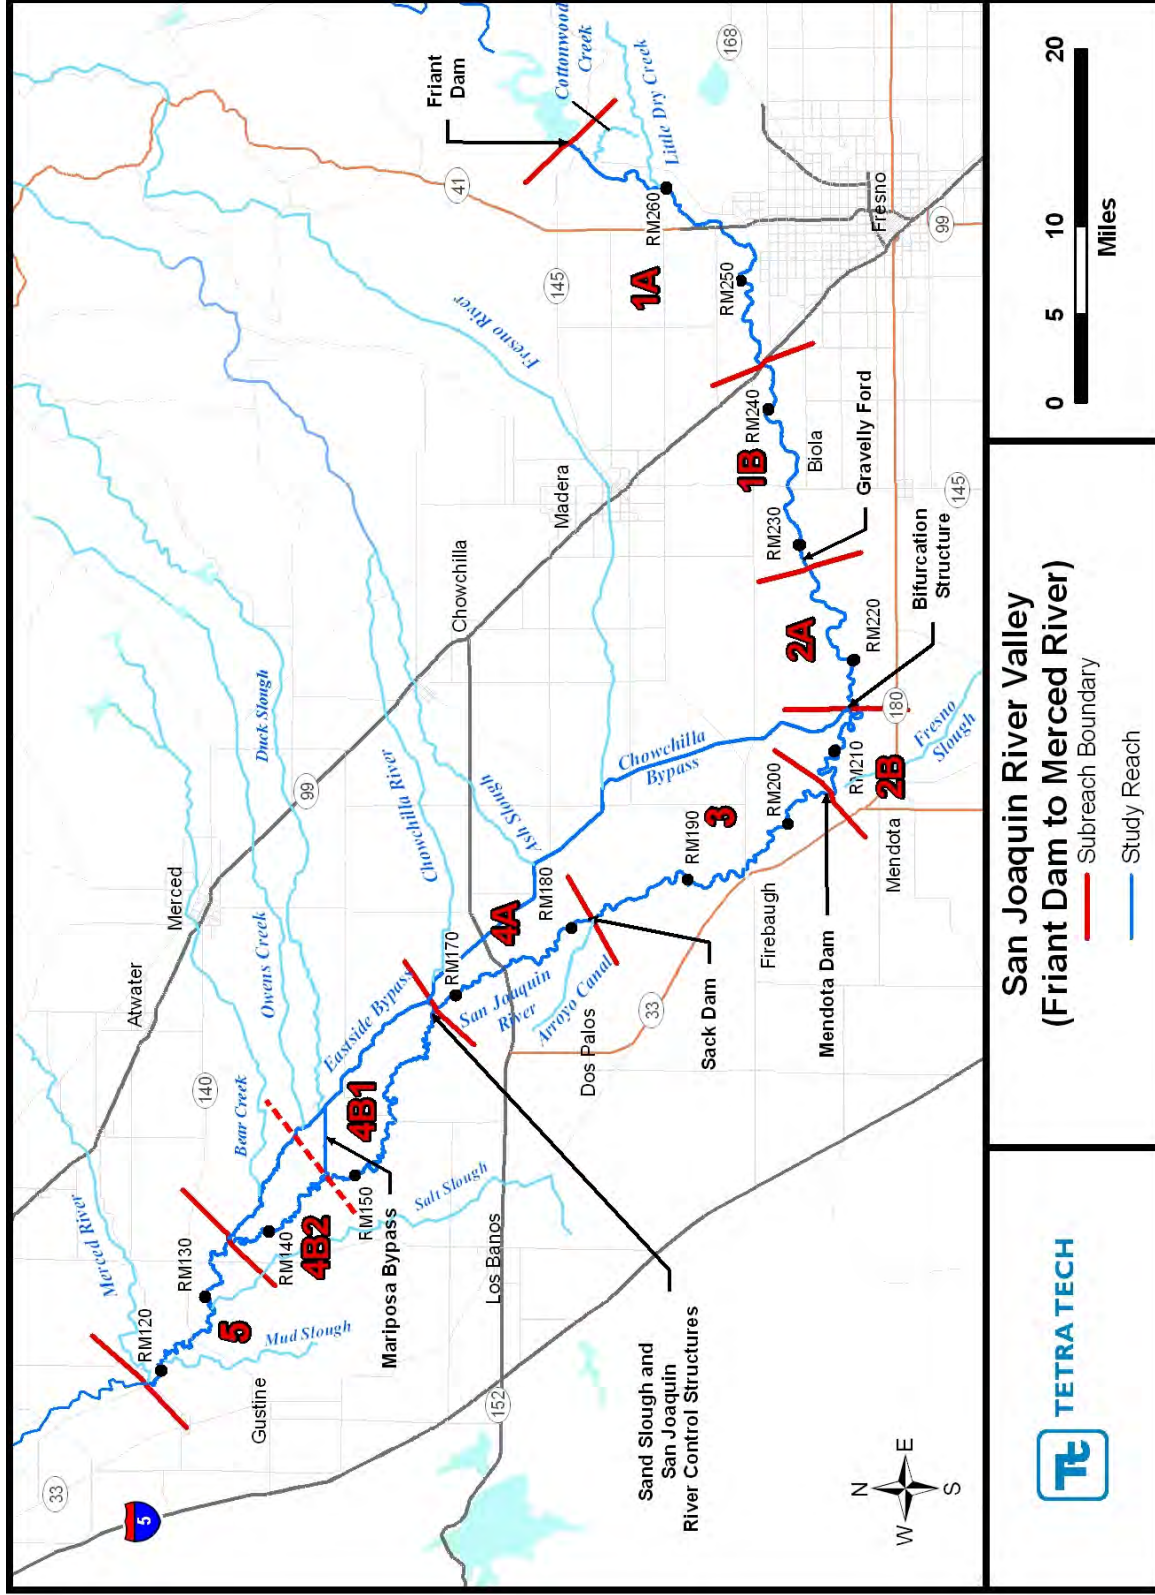 San Joaquin River Valley
(Friant Dam to Merced River)
Subreach Boundary
Study Reach
0
5
10
20
Miles
TETRA TECH
Tt
N
W
E
S
33
5
Gustine
Merced River
RM120
RM130
5
Mud Slough
RM140
4B2
Mariposa Bypass
RM150
4B1
Salt Slough
Bear Creek
140
Atwater
Merced
Owens Creek
Duck Slough
99
Eastside Bypass
Chowchilla River
Ash Slough
Chowchilla
Los Banos
152
RM170
San Joaquin
River
4A
RM180
Arroyo Canal
Dos Palos
33
Sack Dam
Sand Slough and
San Joaquin
River Control Structures
3
RM190
RM200
Firebaugh
Mendota Dam
Mendota
Chowchilla
Bypass
RM210
2B
Fresno
Slough
180
Bifurcation
Structure
2A
RM220
145
Madera
Fresno River
Gravelly Ford
RM230
1B
Biola
RM240
RM250
1A
145
RM260
41
Friant
Dam
Cottonwood
Creek
Little Dry Creek
168
Fresno
99